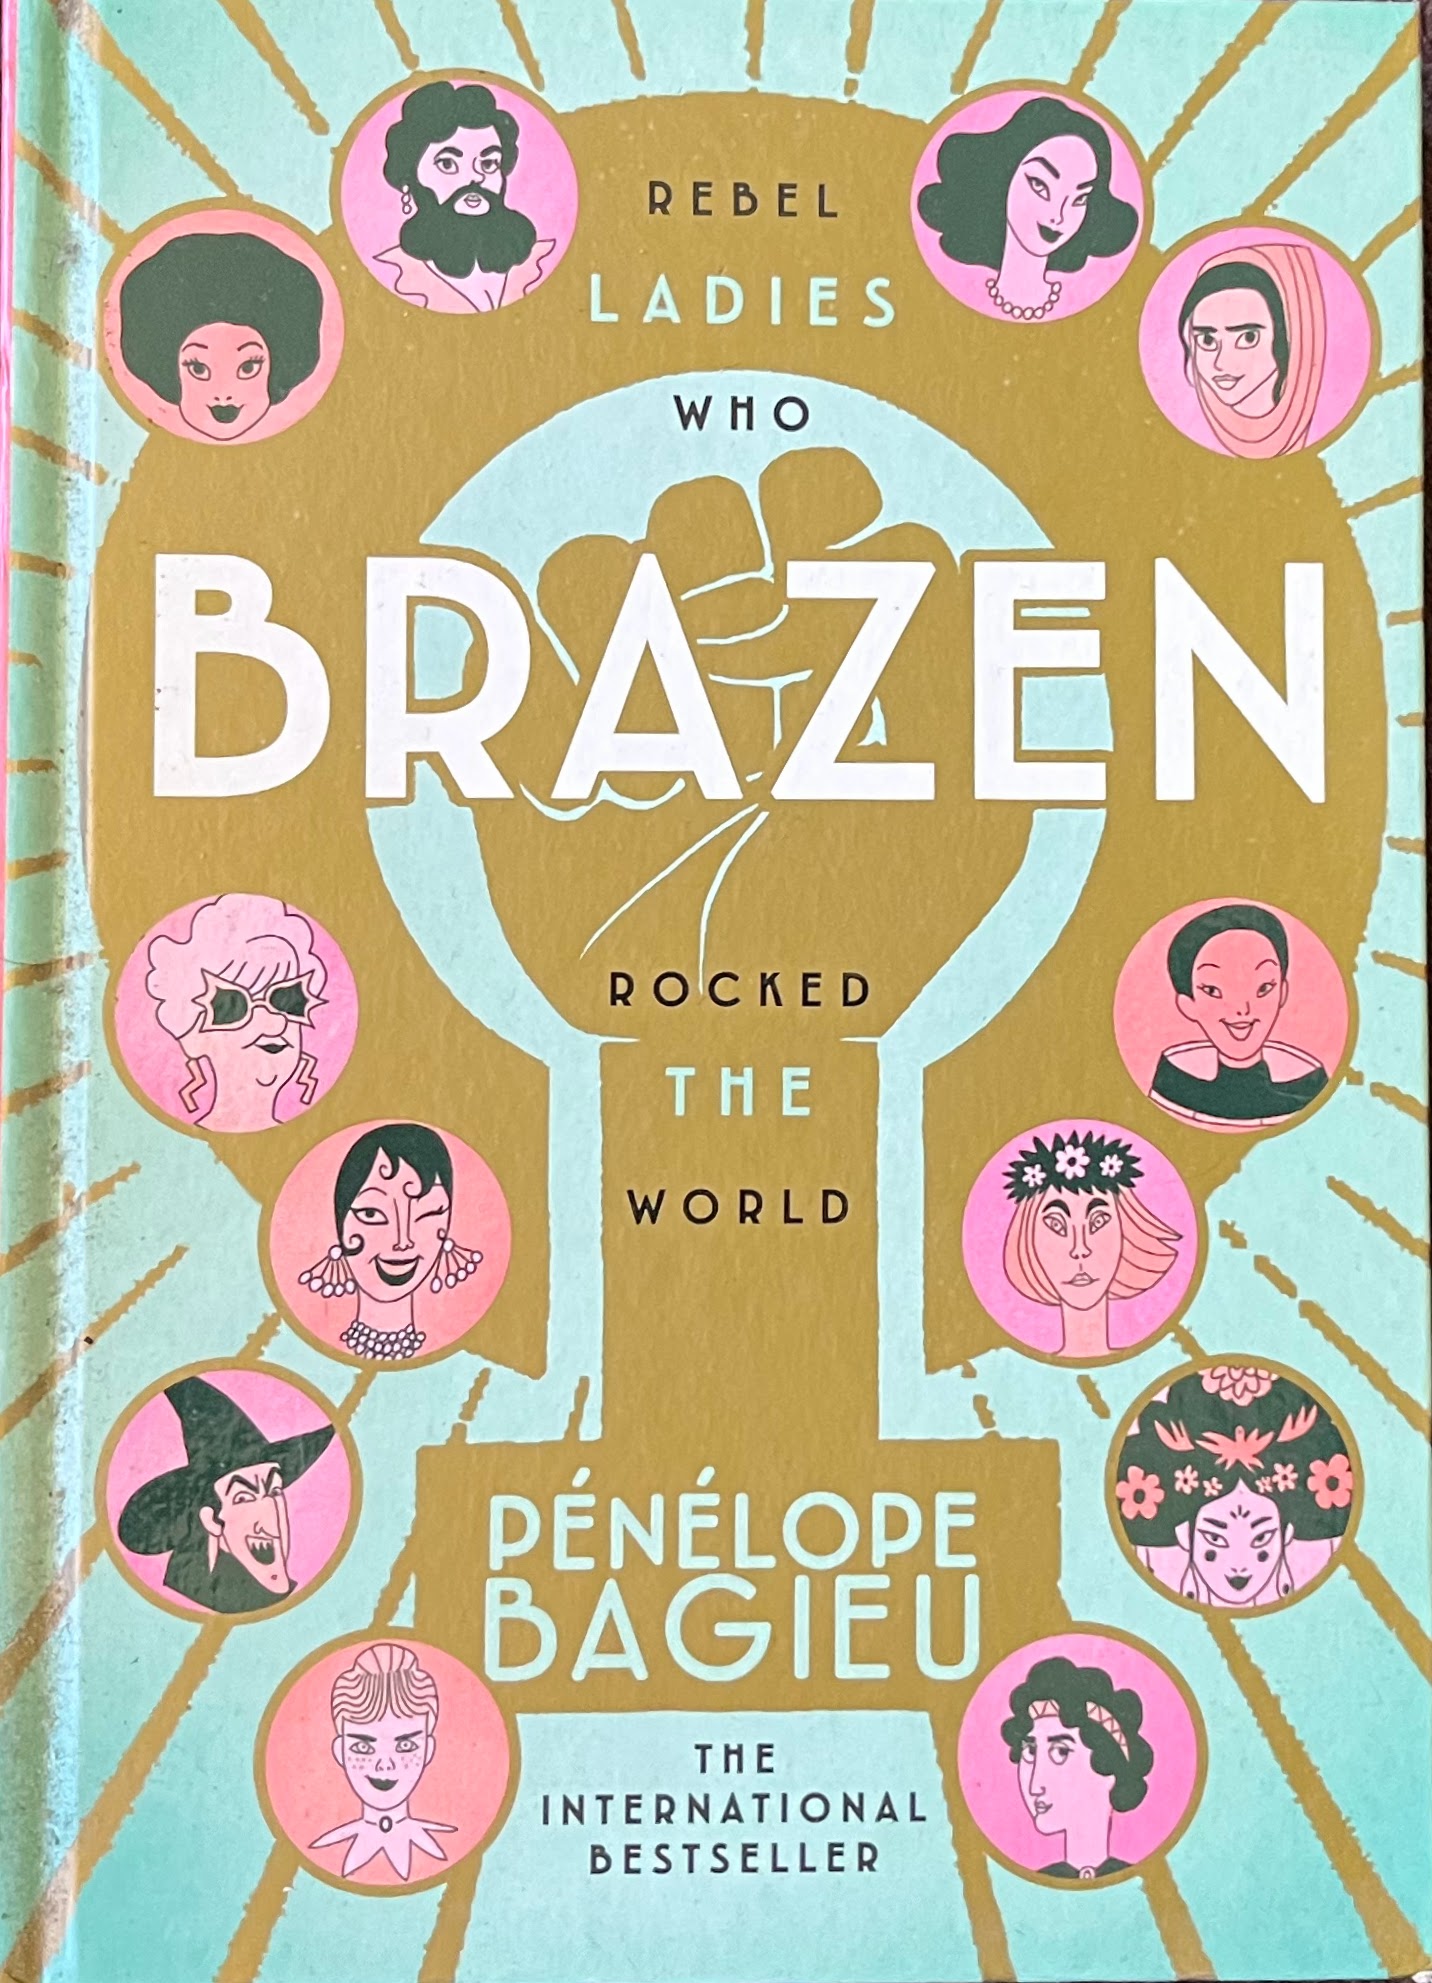 REBEL
LADIES
WHO
BRAZEN
ROCKED
THE
WORLD
PÉNÉLOPE
BAGIEU
THE
INTERNATIONAL
BESTSELLER